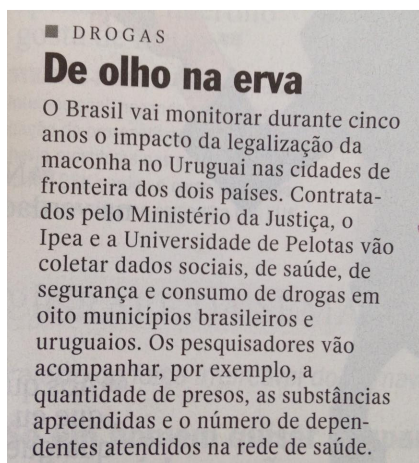 ■ DROGAS
De olho na erva
O Brasil vai monitorar durante cinco
anos o impacto da legalização da
maconha no Uruguai nas cidades de
fronteira dos dois países. Contrata-
dos pelo Ministério da Justiça, o
Ipea e a Universidade de Pelotas vão
coletar dados sociais, de saúde, de
segurança e consumo de drogas em
oito municípios brasileiros e
uruguaios. Os pesquisadores vão
acompanhar, por exemplo, a
quantidade de presos, as substâncias
apreendidas e o número de depen-
dentes atendidos na rede de saúde.